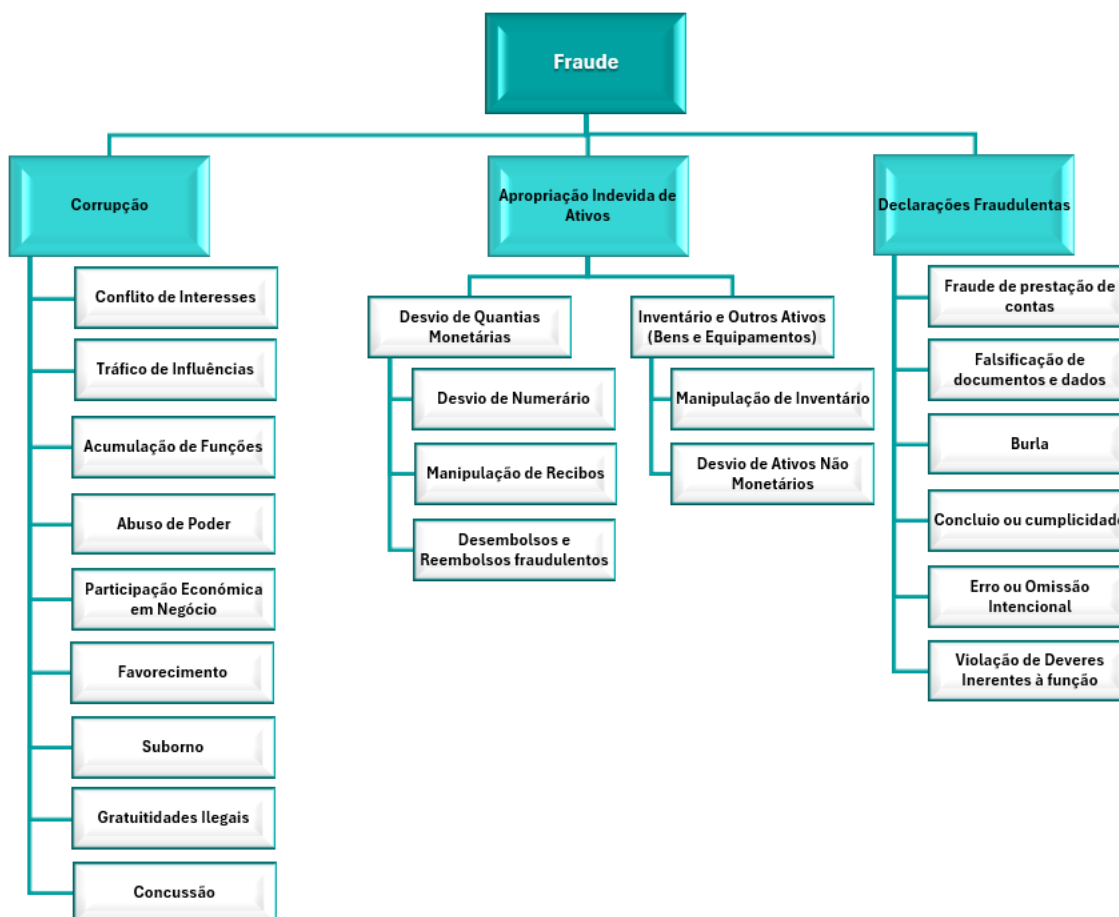 Fraude
Corrupção
Conflito de Interesses
Tráfico de Influências
Acumulação de Funções
Abuso de Poder
Participação Económica
em Negócio
Favorecimento
Suborno
Gratuitidades Ilegais
Concussão
Apropriação Indevida de
Ativos
Desvio de Quantias
Monetárias
Desvio de Numerário
Manipulação de Recibos
Desembolsos e
Reembolsos fraudulentos
Inventário e Outros Ativos
(Bens e Equipamentos)
Manipulação de Inventário
Desvio de Ativos Não
Monetários
Declarações Fraudulentas
Fraude de prestação de
contas
Falsificação de
documentos e dados
Burla
Concluio ou cumplicidade
Erro ou Omissão
Intencional
Violação de Deveres
Inerentes à função